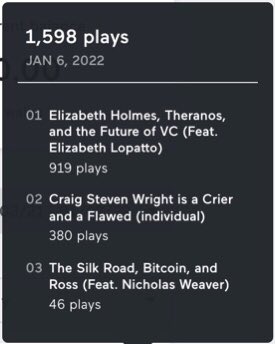 1,598 plays
JAN 6, 2022
01 Elizabeth Holmes, Theranos,
and the Future of VC (Feat.
Elizabeth Lopatto)
919 plays
02 Craig Steven Wright is a Crier
and a Flawed (individual)
380 plays
03 The Silk Road, Bitcoin, and
Ross (Feat. Nicholas Weaver)
46 plays